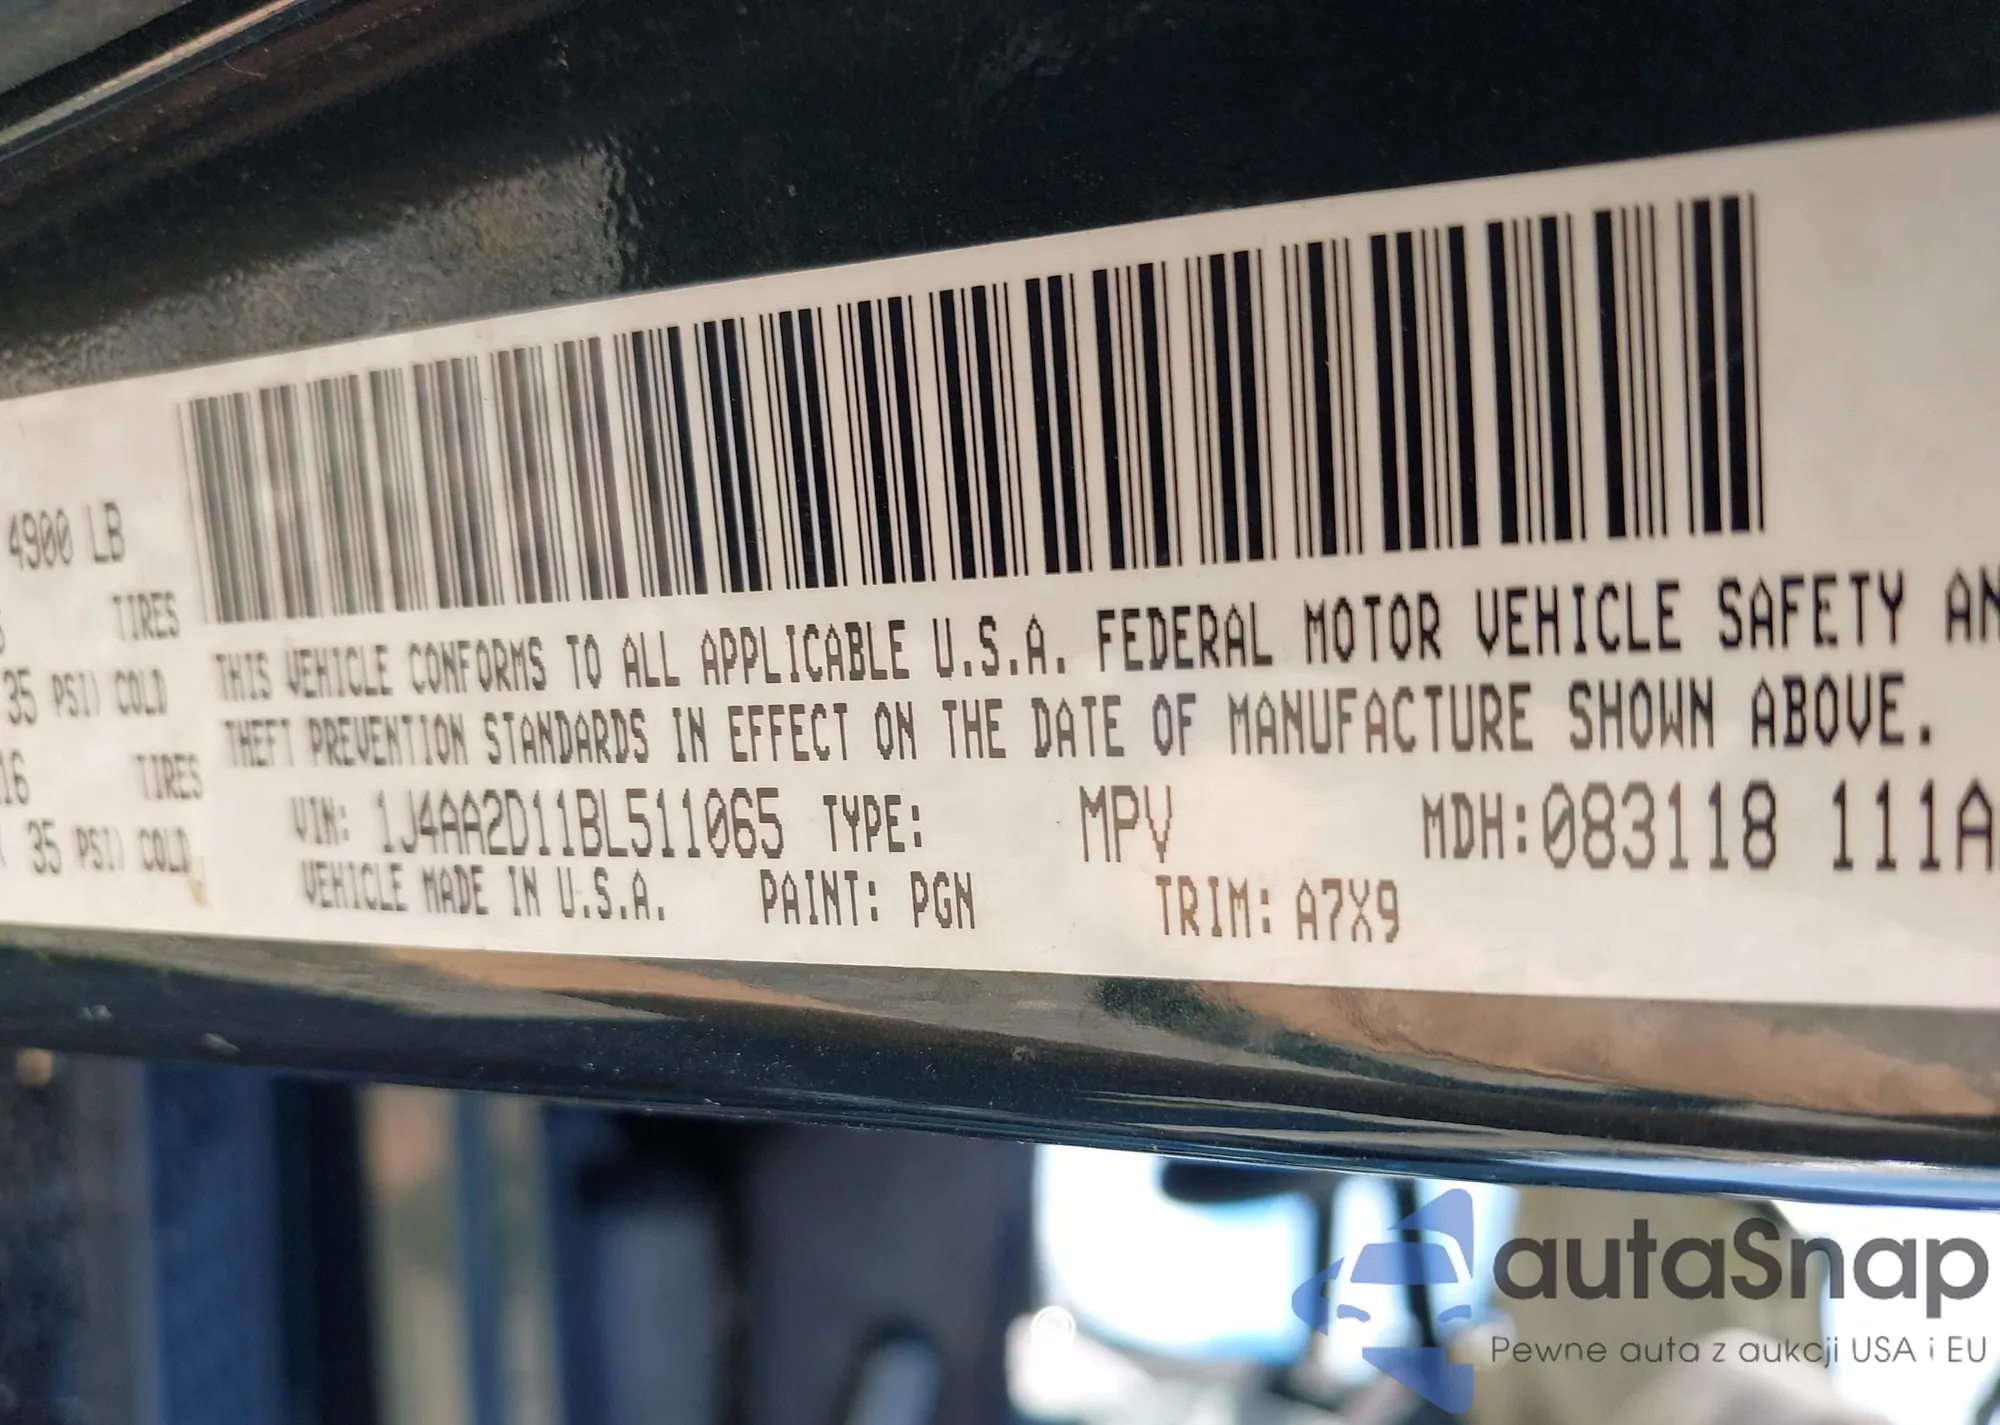 4900 LB
TIRES
35 PSI) COLD
16 TIRES
35 PSI) COLD
THIS VEHICLE CONFORMS TO ALL APPLICABLE U.S.A. FEDERAL MOTOR VEHICLE SAFETY AN
THEFT PREVENTION STANDARDS IN EFFECT ON THE DATE OF MANUFACTURE SHOWN ABOVE.
VIN: 1J4AA2D11BL511065 TYPE: MPV MDH:083118 111A
VEHICLE MADE IN U.S.A. PAINT: PGN TRIM: A7X9
autaSnap
Pewne auta z aukcji USA i EU